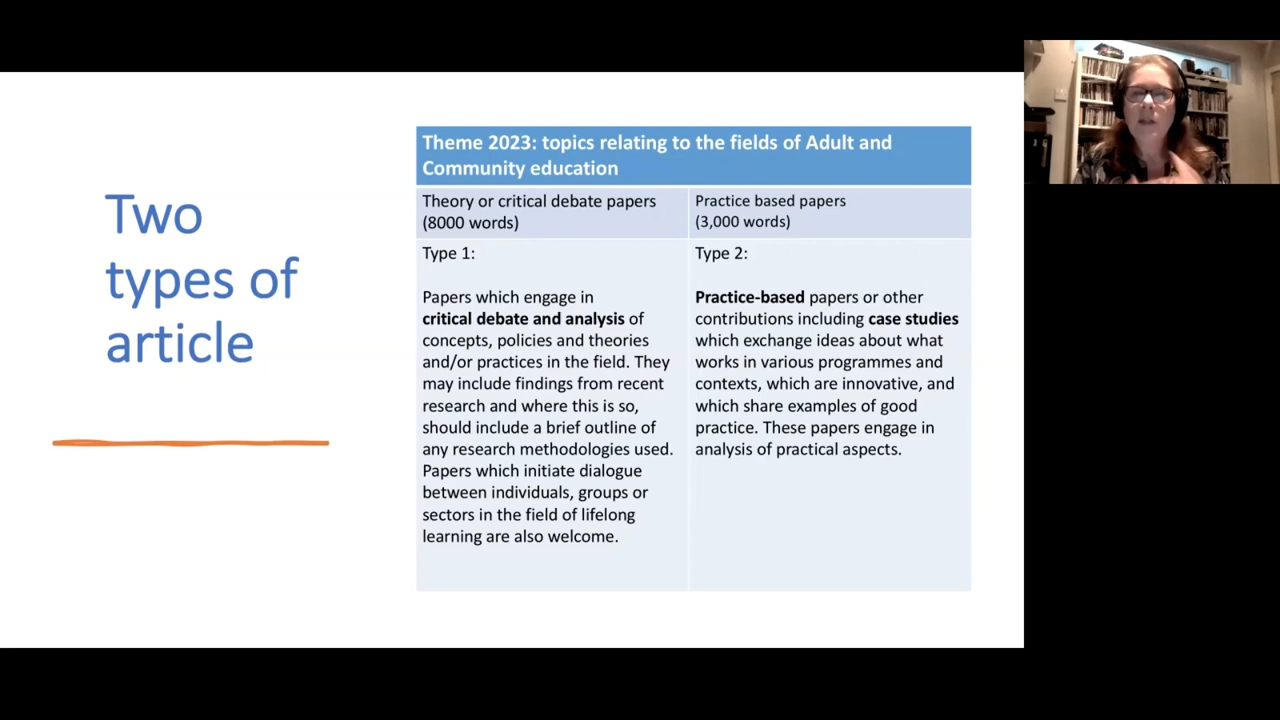 Two
types of
article
Theme 2023: topics relating to the fields of Adult and
Community education
Theory or critical debate papers
(8000 words)
Practice based papers
(3,000 words)
Type 1:
Papers which engage in
critical debate and analysis of
concepts, policies and theories
and/or practices in the field. They
may include findings from recent
research and where this is so,
should include a brief outline of
any research methodologies used.
Papers which initiate dialogue
between individuals, groups or
sectors in the field of lifelong
learning are also welcome.
Type 2:
Practice-based papers or other
contributions including case studies
which exchange ideas about what
works in various programmes and
contexts, which are innovative, and
which share examples of good
practice. These papers engage in
analysis of practical aspects.